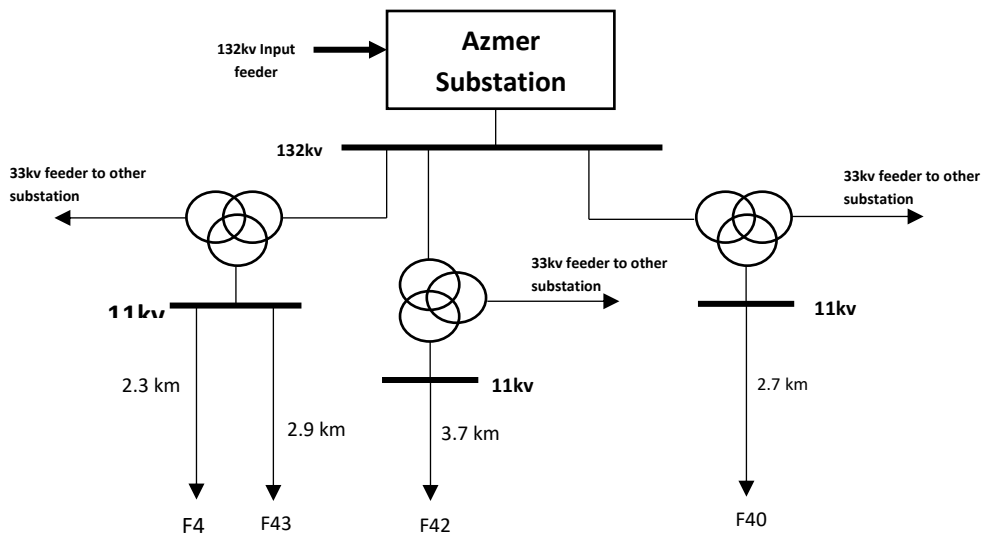 132kv Input
feeder
Azmer
Substation
132kv
33kv feeder to other
substation
33kv feeder to other
substation
33kv feeder to other
substation
11kv
11kv
11kv
2.3 km
2.9 km
3.7 km
2.7 km
F4
F43
F42
F40